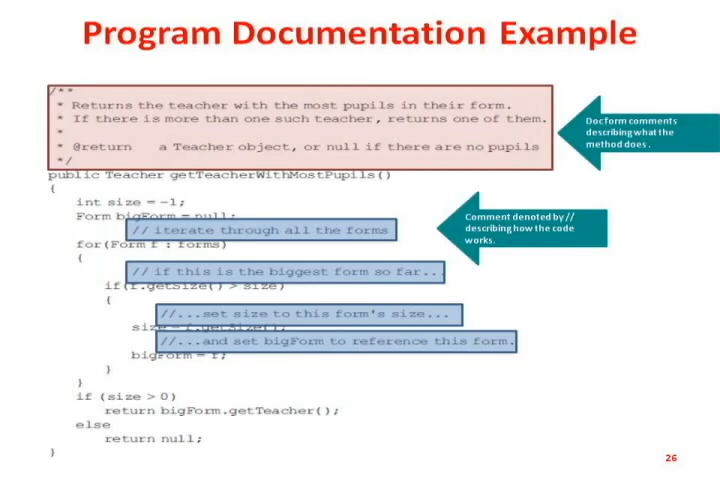 Program Documentation Example
/**
* Returns the teacher with the most pupils in their form.
* If there is more than one such teacher, returns one of them.
*
* @return a Teacher object, or null if there are no pupils
*/
Docform comments
describing what the
method does .
public Teacher getTeacherWithMostPupils()
{
int size = -1;
Form bigForm = null;
// iterate through all the forms
Comment denoted by //
describing how the code
works.
for(Form f : forms)
{
// if this is the biggest form so far...
if(f.getSize() > size)
{
//...set size to this form's size...
size = f.getSize();
//...and set bigForm to reference this form.
bigForm = f;
}
}
if (size > 0)
return bigForm.getTeacher();
else
return null;
}
26